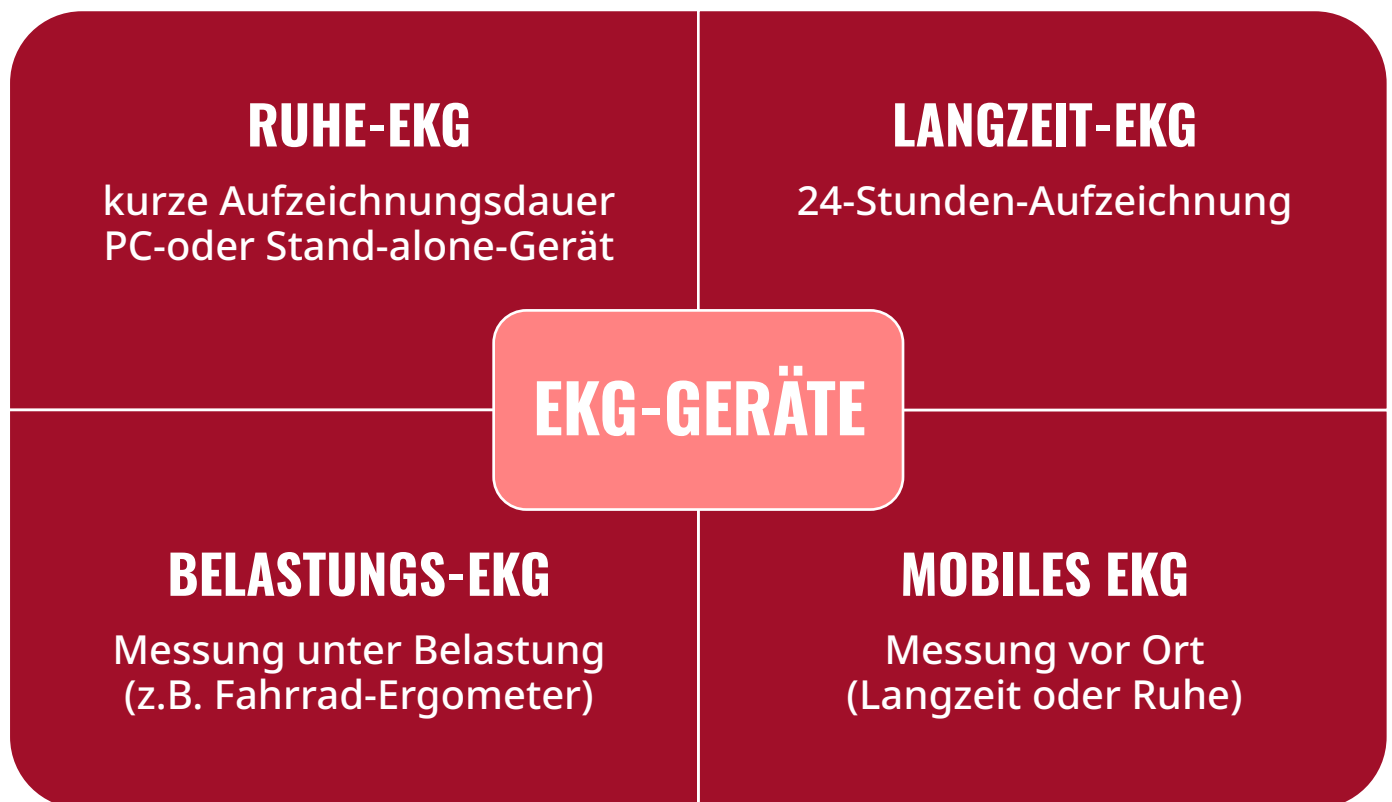 RUHE-EKG
kurze Aufzeichnungsdauer
PC-oder Stand-alone-Gerät
LANGZEIT-EKG
24-Stunden-Aufzeichnung
EKG-GERÄTE
BELASTUNGS-EKG
Messung unter Belastung
(z.B. Fahrrad-Ergometer)
MOBILES EKG
Messung vor Ort
(Langzeit oder Ruhe)